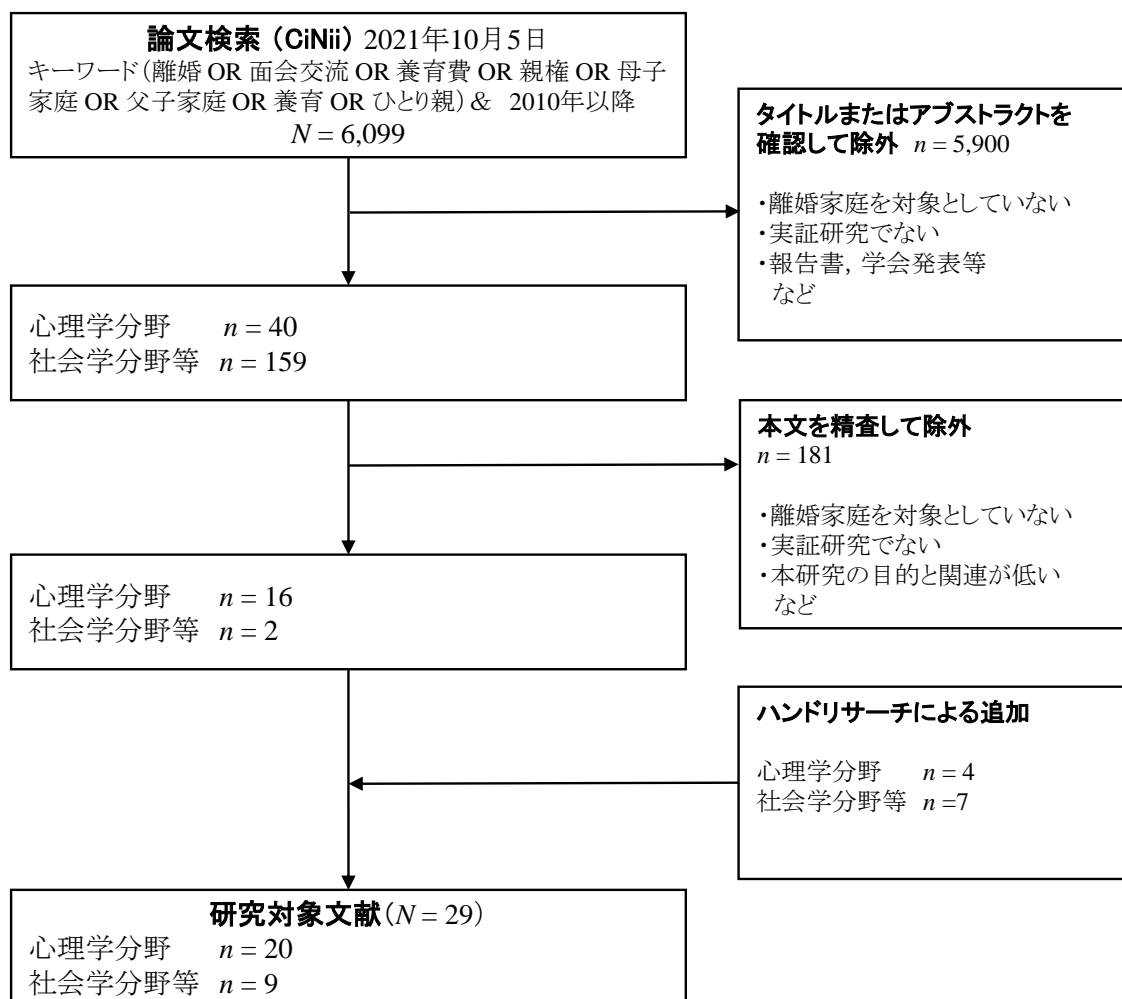 論文検索（CiNii）2021年10月5日
キーワード（離婚 OR 面会交流 OR 養育費 OR 親権 OR 母子
家庭 OR 父子家庭 OR 養育 OR ひとり親）＆ 2010年以降
N = 6,099
タイトルまたはアブストラクトを
確認して除外 n = 5,900
・離婚家庭を対象としていない
・実証研究でない
・報告書，学会発表等
など
心理学分野 n = 40
社会学分野等 n = 159
本文を精査して除外
n = 181
・離婚家庭を対象としていない
・実証研究でない
・本研究の目的と関連が低い
など
心理学分野 n = 16
社会学分野等 n = 2
ハンドリサーチによる追加
心理学分野 n = 4
社会学分野等 n =7
研究対象文献（N = 29）
心理学分野 n = 20
社会学分野等 n = 9